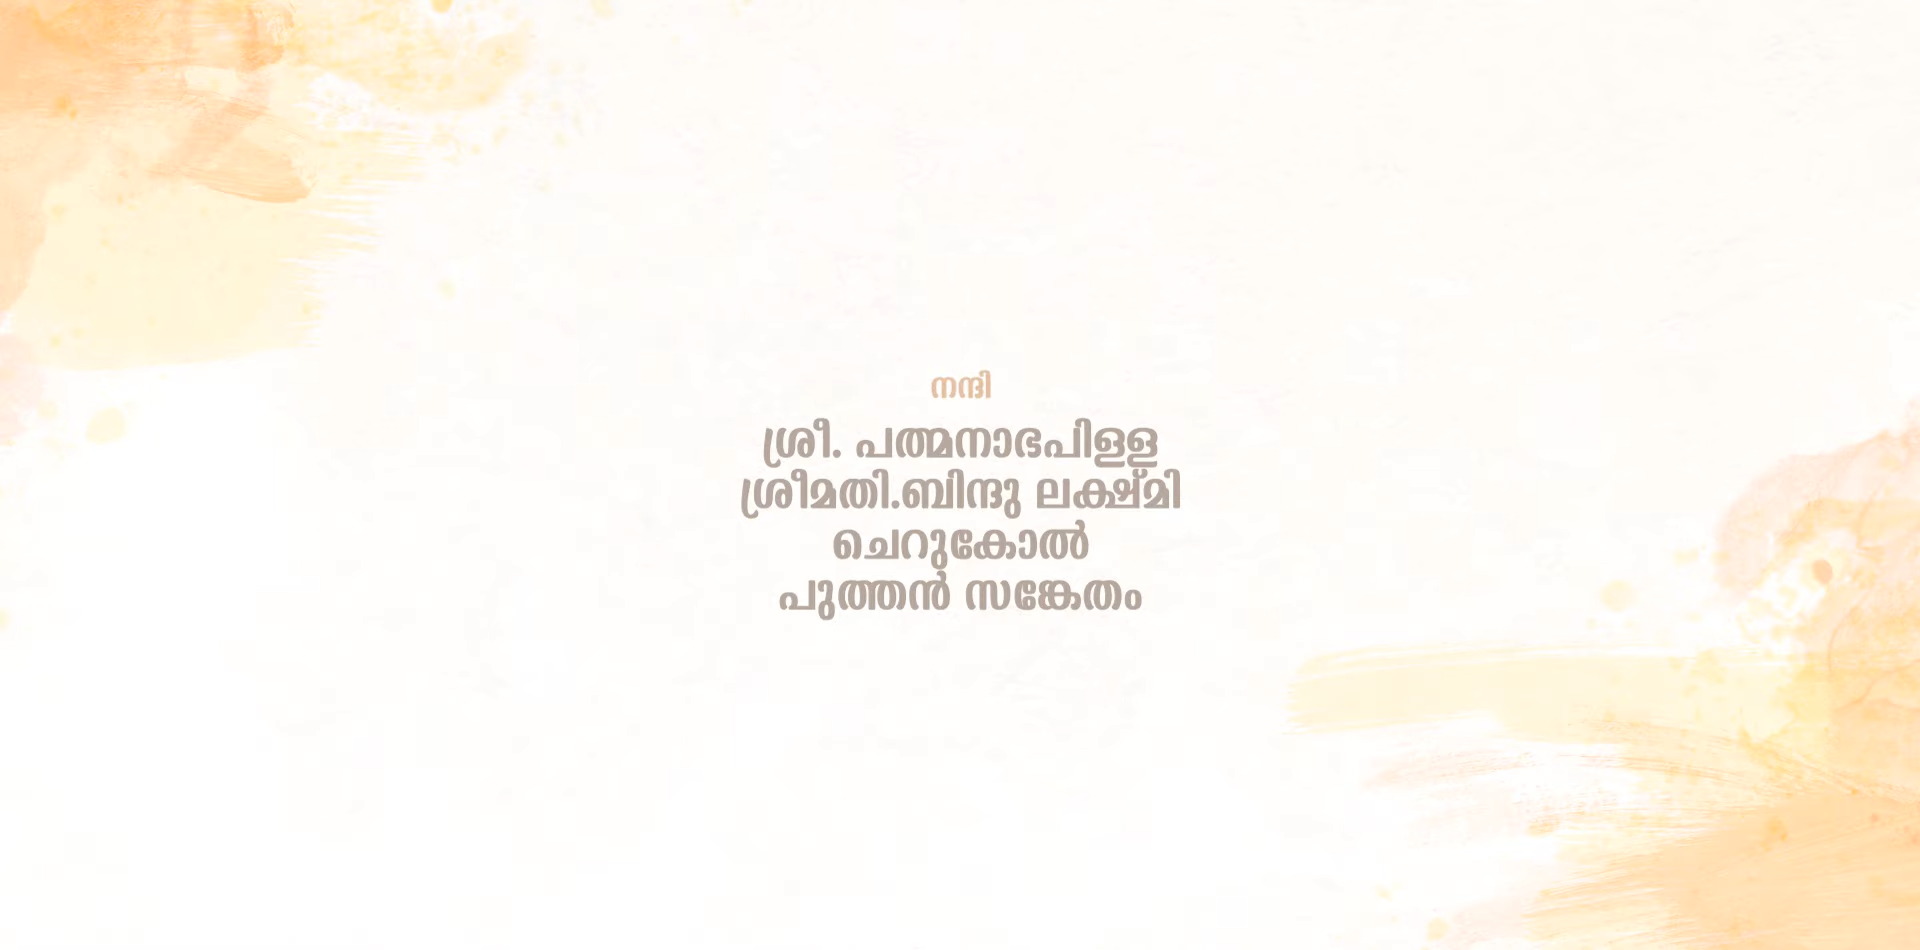 നന്ദി
ശ്രീ. പത്മനാഭപിള്ള
ശ്രീമതി.ബിന്ദു ലക്ഷ്മി
ചെറുകോൽ
പുത്തൻ സങ്കേതം